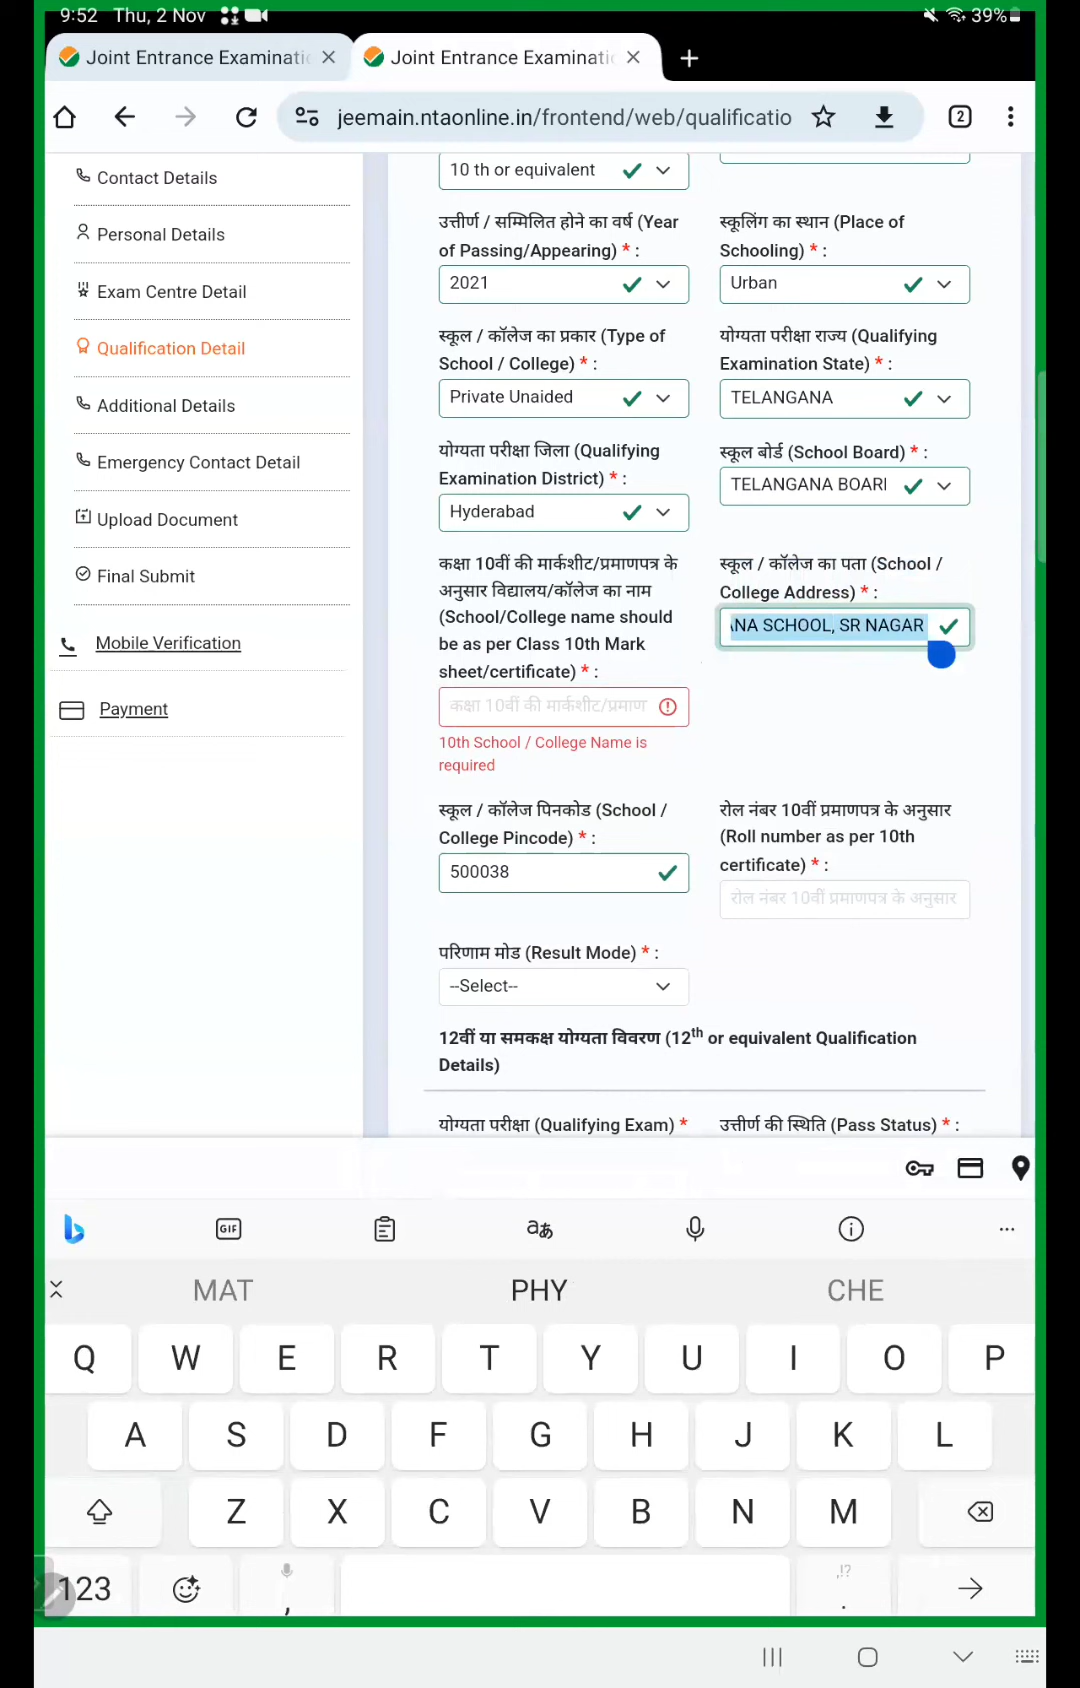 9:52 Thu, 2 Nov
39%
Joint Entrance Examinati
Joint Entrance Examinati
jeemain.ntaonline.in/frontend/web/qualificatio
2
Contact Details
Personal Details
Exam Centre Detail
Qualification Detail
Additional Details
Emergency Contact Detail
Upload Document
Final Submit
Mobile Verification
Payment
10 th or equivalent
उत्तीर्ण / सम्मिलित होने का वर्ष (Year
of Passing/Appearing) * :
2021
स्कूलिंग का स्थान (Place of
Schooling) * :
Urban
स्कूल / कॉलेज का प्रकार (Type of
School / College) * :
Private Unaided
योग्यता परीक्षा राज्य (Qualifying
Examination State) * :
TELANGANA
योग्यता परीक्षा जिला (Qualifying
Examination District) * :
Hyderabad
स्कूल बोर्ड (School Board) * :
TELANGANA BOARI
कक्षा 10वीं की मार्कशीट/प्रमाणपत्र के
अनुसार विद्यालय/कॉलेज का नाम
(School/College name should
be as per Class 10th Mark
sheet/certificate) * :
कक्षा 10वीं की मार्कशीट/प्रमाण
10th School / College Name is
required
स्कूल / कॉलेज का पता (School /
College Address) * :
NA SCHOOL, SR NAGAR
स्कूल / कॉलेज पिनकोड (School /
College Pincode) * :
500038
रोल नंबर 10वीं प्रमाणपत्र के अनुसार
(Roll number as per 10th
certificate) * :
रोल नंबर 10वीं प्रमाणपत्र के अनुसार
परिणाम मोड (Result Mode) * :
--Select--
12वीं या समकक्ष योग्यता विवरण (12th or equivalent Qualification
Details)
योग्यता परीक्षा (Qualifying Exam) *
उत्तीर्ण की स्थिति (Pass Status) * :
GIF
aあ
MAT PHY CHE
Q W E R T Y U I O P
A S D F G H J K L
Z X C V B N M
123 , ,!? .